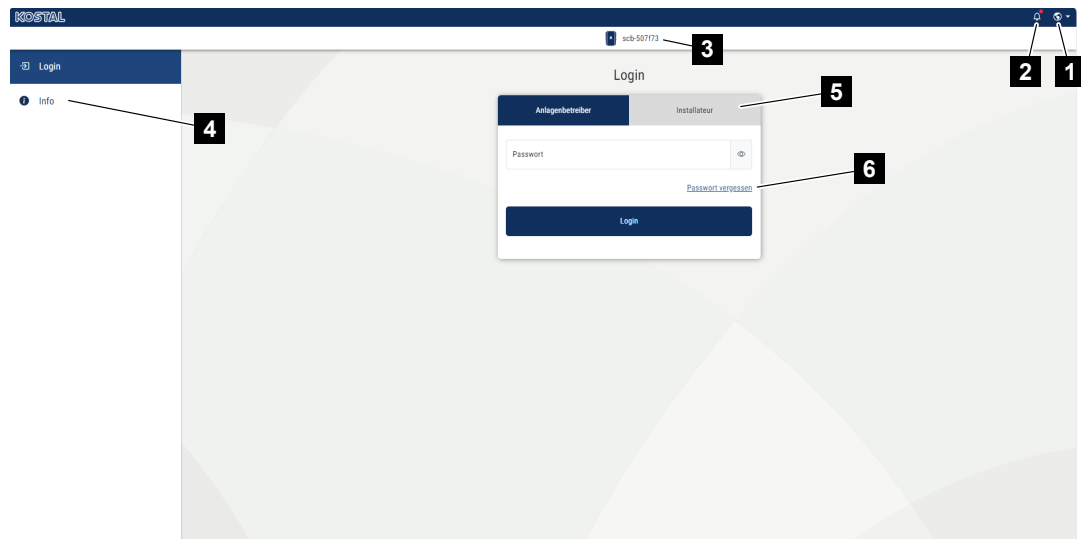 KOSTAL
scb-507f73
3
2
1
Login
Info
4
Login
Anlagenbetreiber
Installateur
5
Passwort
Passwort vergessen
6
Login